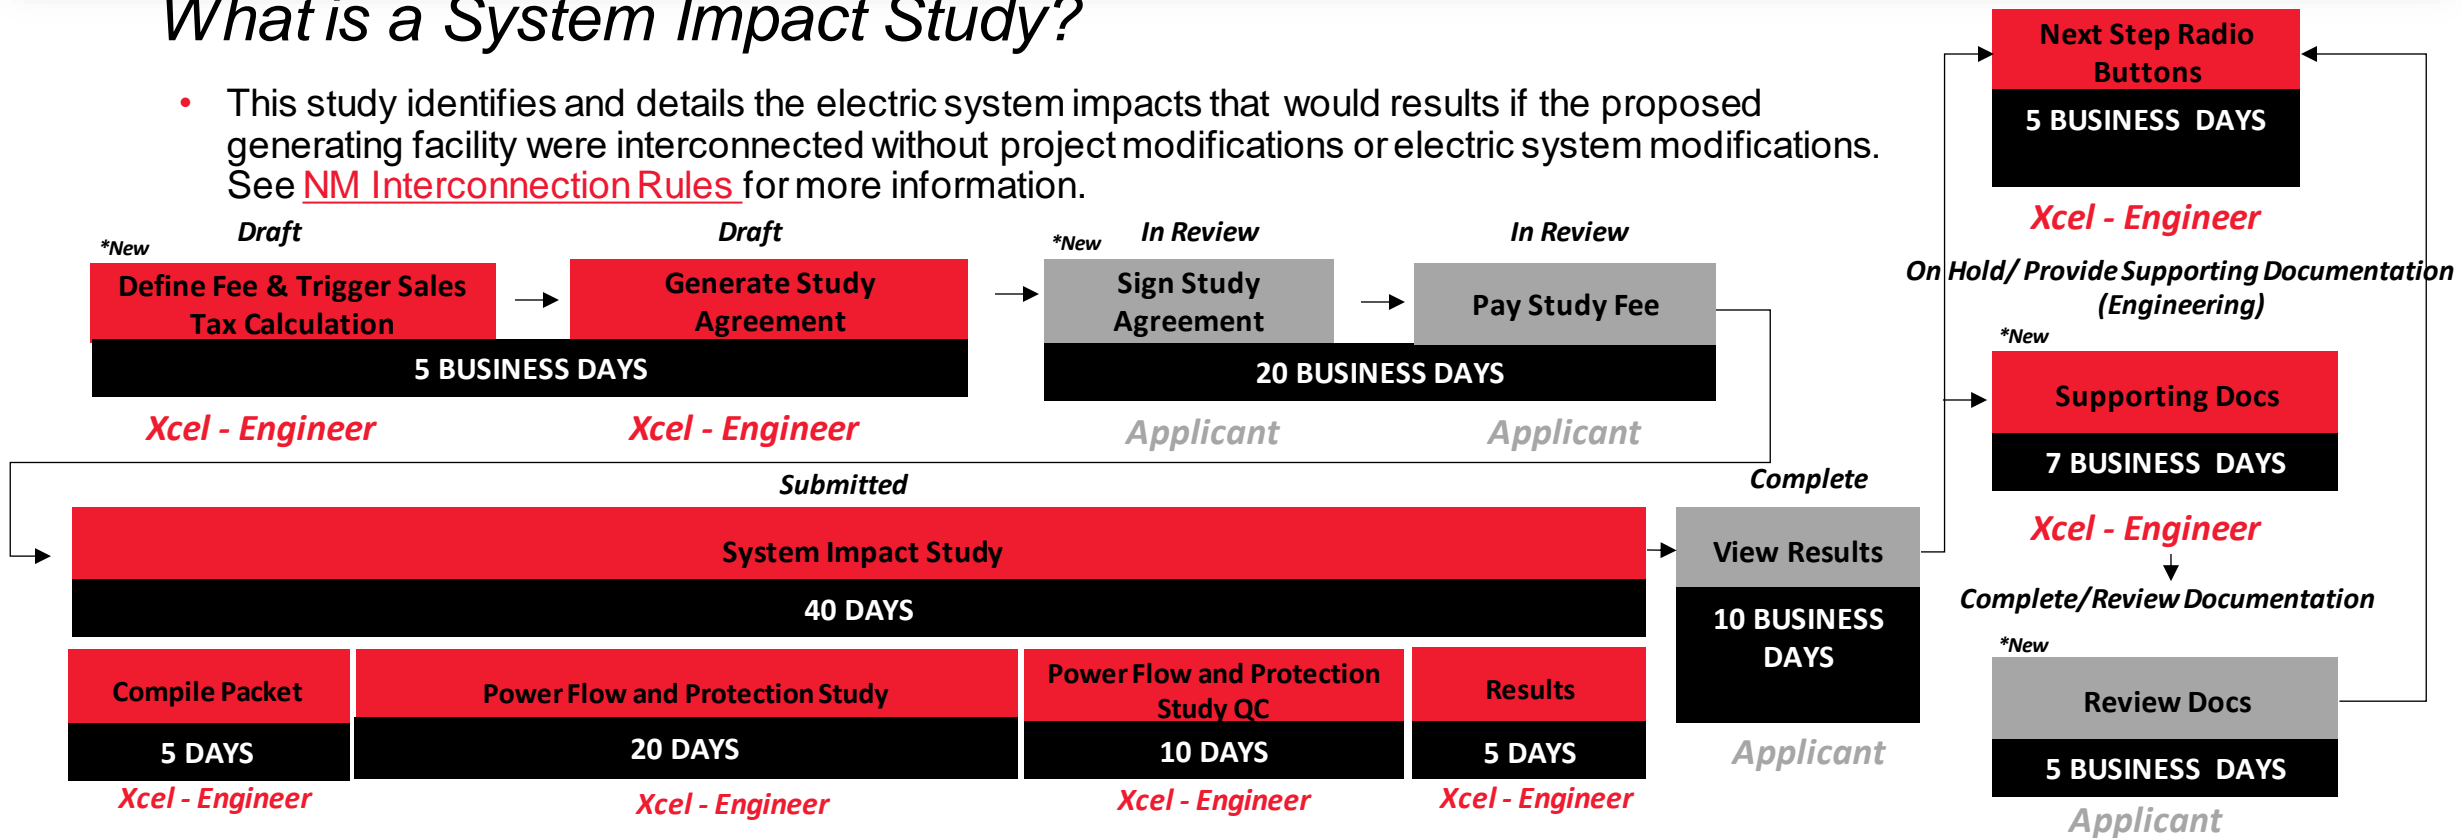 What is a System Impact Study?
• This study identifies and details the electric system impacts that would results if the proposed
generating facility were interconnected without project modifications or electric system modifications.
See NM Interconnection Rules for more information.
*New
Draft
Define Fee & Trigger Sales
Tax Calculation
Draft
Generate Study
Agreement
5 BUSINESS DAYS
Xcel - Engineer
Xcel - Engineer
*New
In Review
Sign Study
Agreement
In Review
Pay Study Fee
20 BUSINESS DAYS
Applicant
Applicant
Submitted
System Impact Study
40 DAYS
Compile Packet
5 DAYS
Xcel - Engineer
Power Flow and Protection Study
20 DAYS
Xcel - Engineer
Power Flow and Protection
Study QC
10 DAYS
Xcel - Engineer
Results
5 DAYS
Xcel - Engineer
Complete
View Results
10 BUSINESS
DAYS
Applicant
Next Step Radio
Buttons
5 BUSINESS DAYS
Xcel - Engineer
On Hold/ Provide Supporting Documentation
(Engineering)
*New
Supporting Docs
7 BUSINESS DAYS
Xcel - Engineer
Complete/Review Documentation
*New
Review Docs
5 BUSINESS DAYS
Applicant